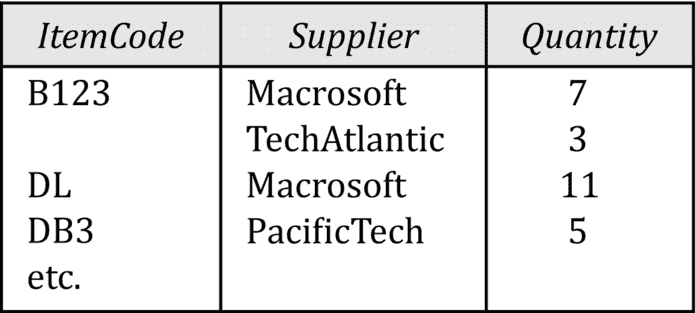 ItemCode Supplier Quantity
B123 Macrosoft 7
TechAtlantic 3
DL Macrosoft 11
DB3 PacificTech 5
etc.